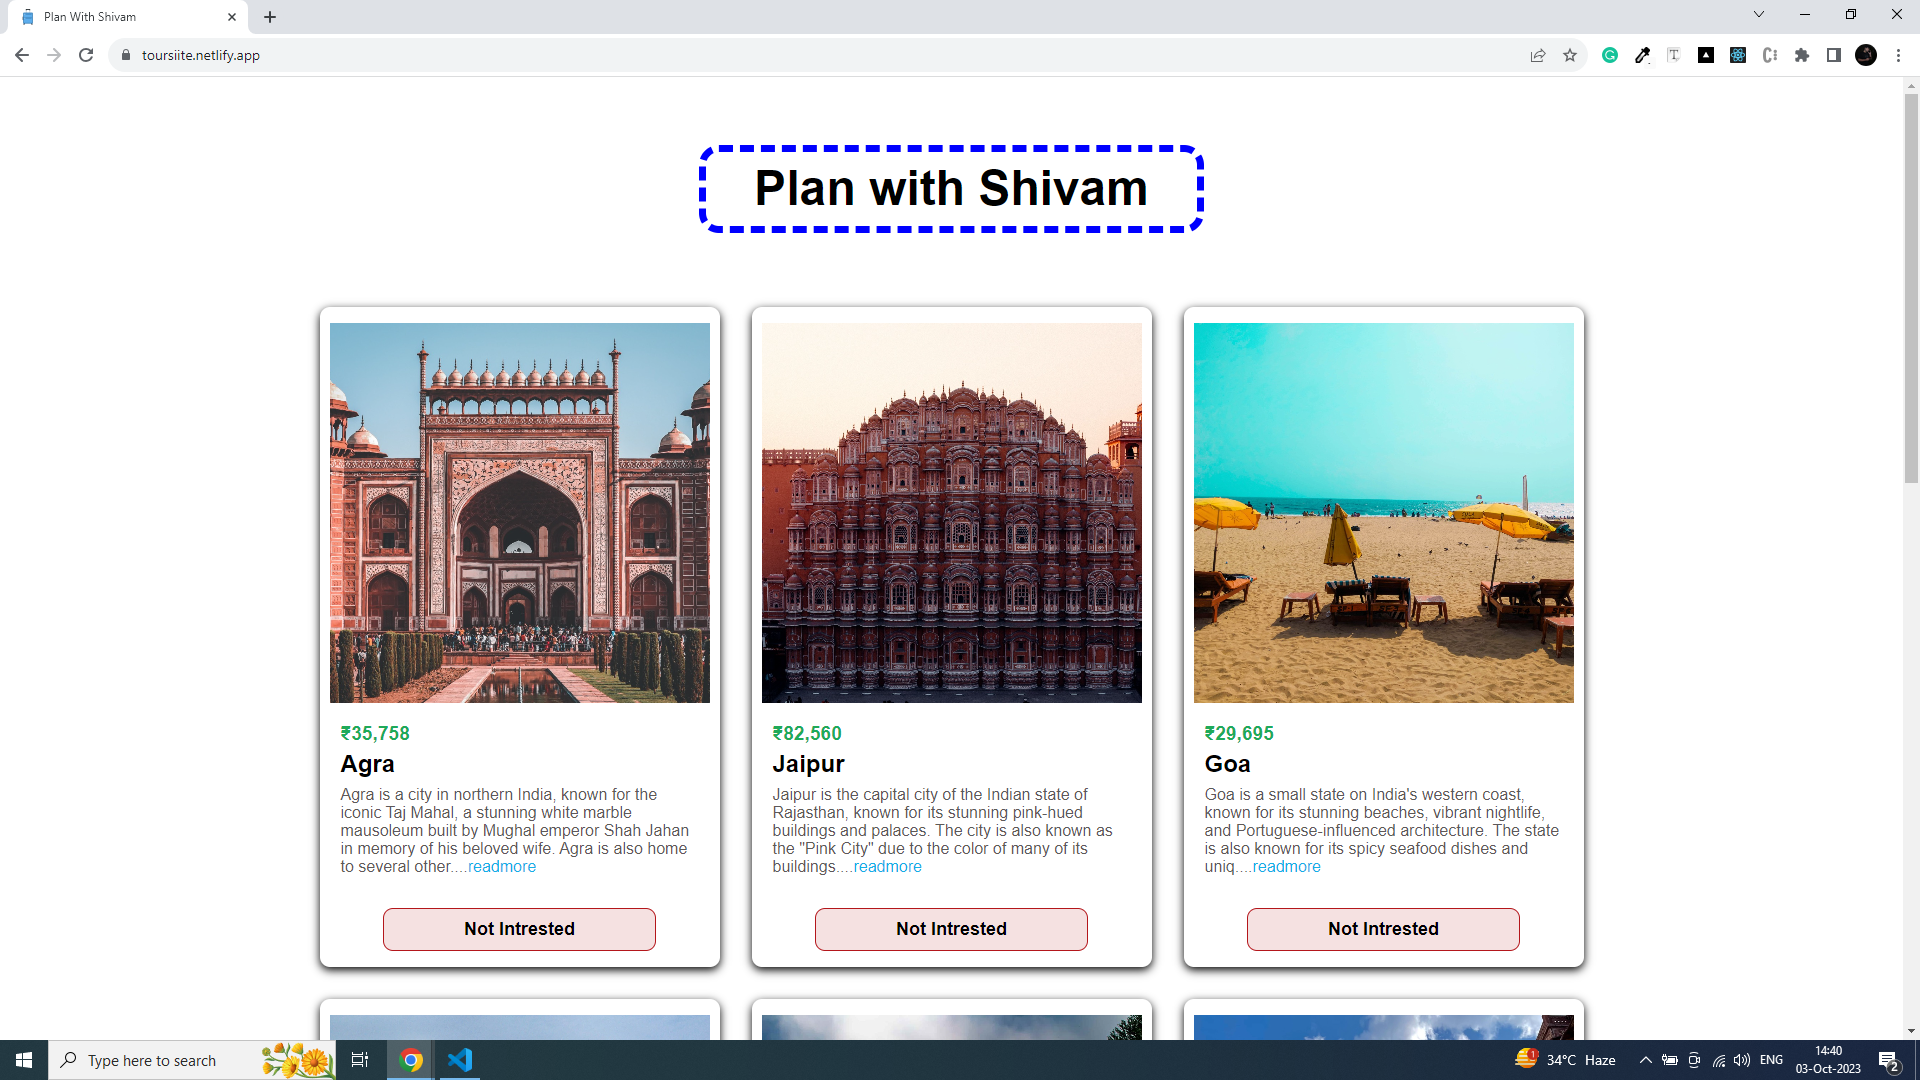 Plan With Shivam
toursiite.netlify.app
Plan with Shivam
₹35,758
Agra
Agra is a city in northern India, known for the
iconic Taj Mahal, a stunning white marble
mausoleum built by Mughal emperor Shah Jahan
in memory of his beloved wife. Agra is also home
to several other....readmore
Not Intrested
₹82,560
Jaipur
Jaipur is the capital city of the Indian state of
Rajasthan, known for its stunning pink-hued
buildings and palaces. The city is also known as
the "Pink City" due to the color of many of its
buildings....readmore
Not Intrested
₹29,695
Goa
Goa is a small state on India's western coast,
known for its stunning beaches, vibrant nightlife,
and Portuguese-influenced architecture. The state
is also known for its spicy seafood dishes and
uniq....readmore
Not Intrested
Type here to search
1
34°C Haze
ENG
14:40
03-Oct-2023
2